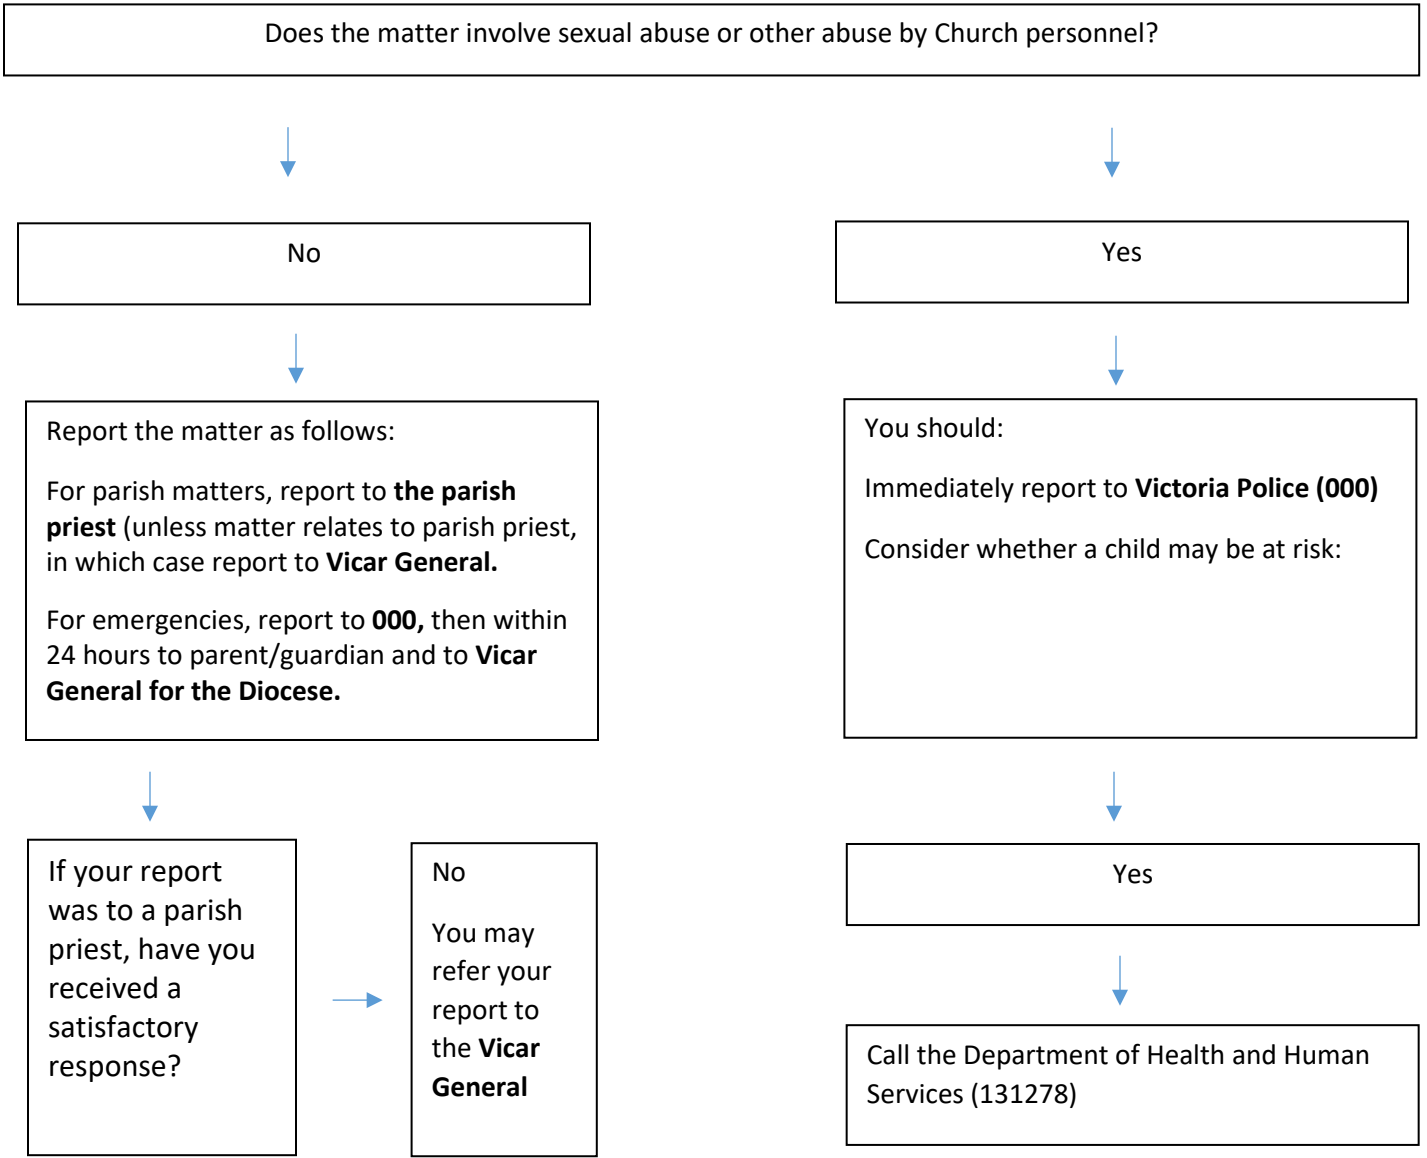 Does the matter involve sexual abuse or other abuse by Church personnel?
No
Yes
Report the matter as follows:
For parish matters, report to the parish
priest (unless matter relates to parish priest,
in which case report to Vicar General.
For emergencies, report to 000, then within
24 hours to parent/guardian and to Vicar
General for the Diocese.
You should:
Immediately report to Victoria Police (000)
Consider whether a child may be at risk:
If your report
was to a parish
priest, have you
received a
satisfactory
response?
No
You may
refer your
report to
the Vicar
General
Yes
Call the Department of Health and Human
Services (131278)